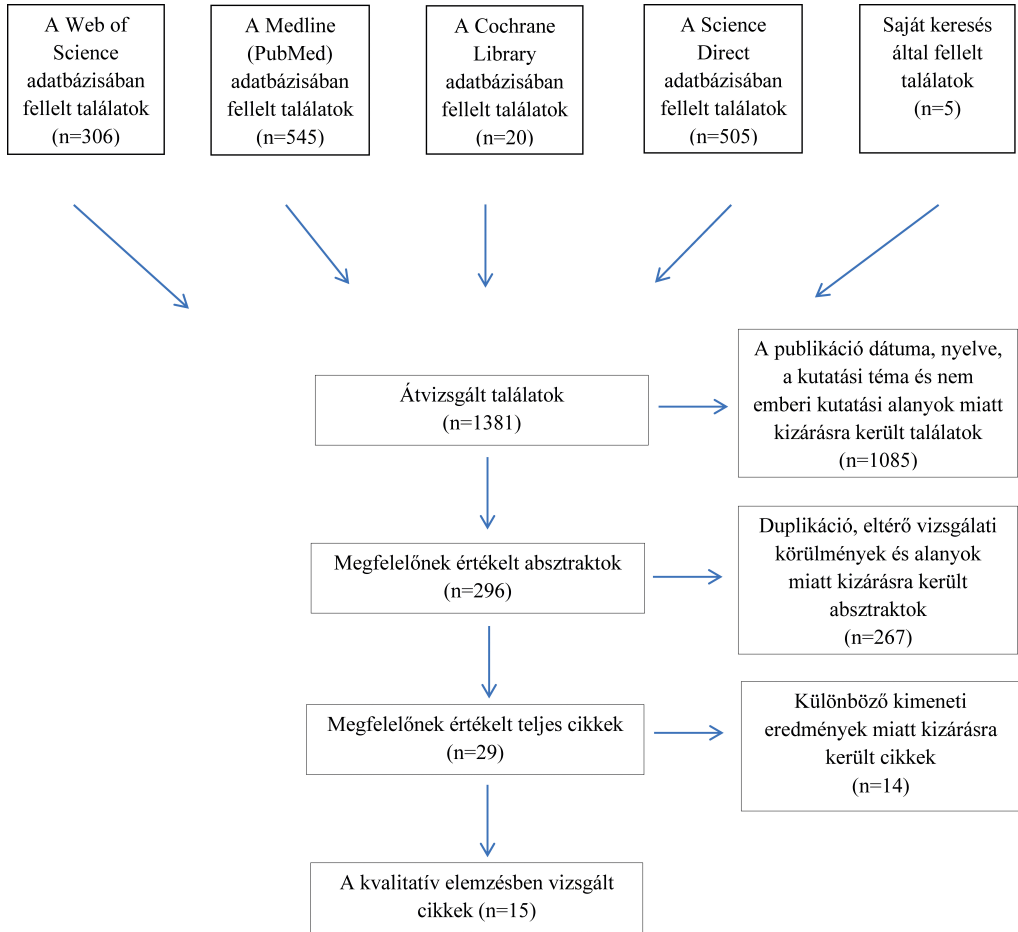 A Web of
Science
adatbázisában
fellelt találatok
(n=306)
A Medline
(PubMed)
adatbázisában
fellelt találatok
(n=545)
A Cochrane
Library
adatbázisában
fellelt találatok
(n=20)
A Science
Direct
adatbázisában
fellelt találatok
(n=505)
Saját keresés
által fellelt
találatok
(n=5)
Átvizsgált találatok
(n=1381)
A publikáció dátuma, nyelve,
a kutatási téma és nem
emberi kutatási alanyok miatt
kizárásra került találatok
(n=1085)
Megfelelőnek értékelt absztraktok
(n=296)
Duplikáció, eltérő vizsgálati
körülmények és alanyok
miatt kizárásra került
absztraktok
(n=267)
Megfelelőnek értékelt teljes cikkek
(n=29)
Különböző kimeneti
eredmények miatt kizárásra
került cikkek
(n=14)
A kvalitatív elemzésben vizsgált
cikkek (n=15)